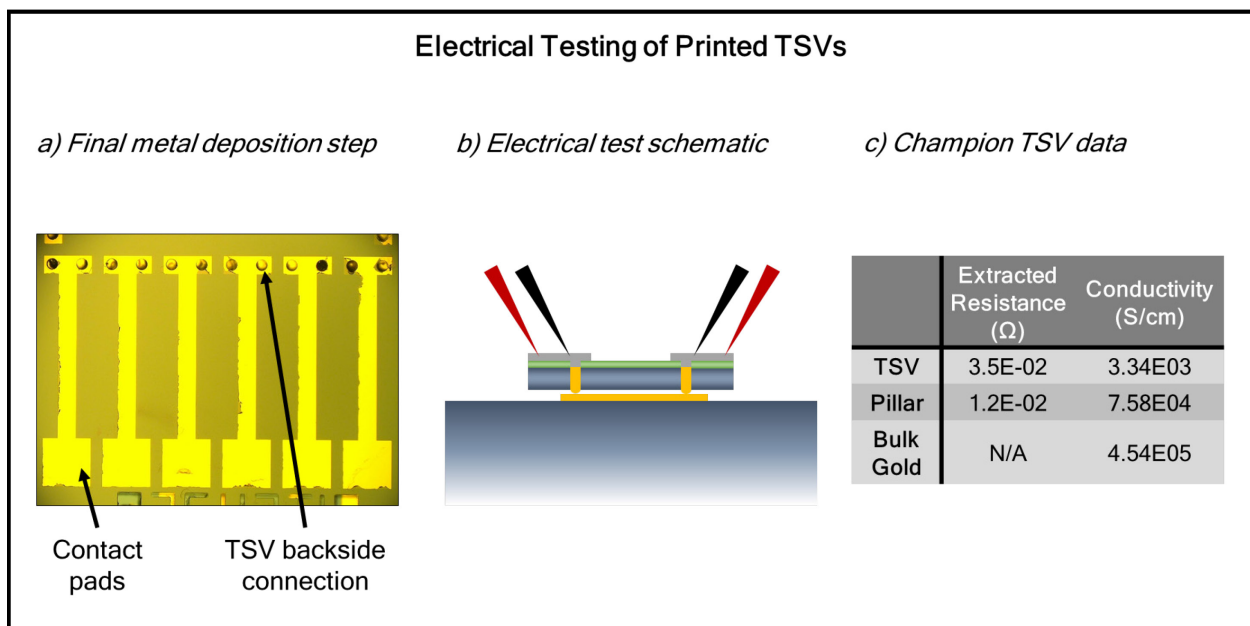 Electrical Testing of Printed TSVs
a) Final metal deposition step
b) Electrical test schematic
c) Champion TSV data
Contact
pads
TSV backside
connection
Extracted
Resistance
(Ω)
Conductivity
(S/cm)
TSV 3.5E-02 3.34E03
Pillar 1.2E-02 7.58E04
Bulk
Gold
N/A 4.54E05